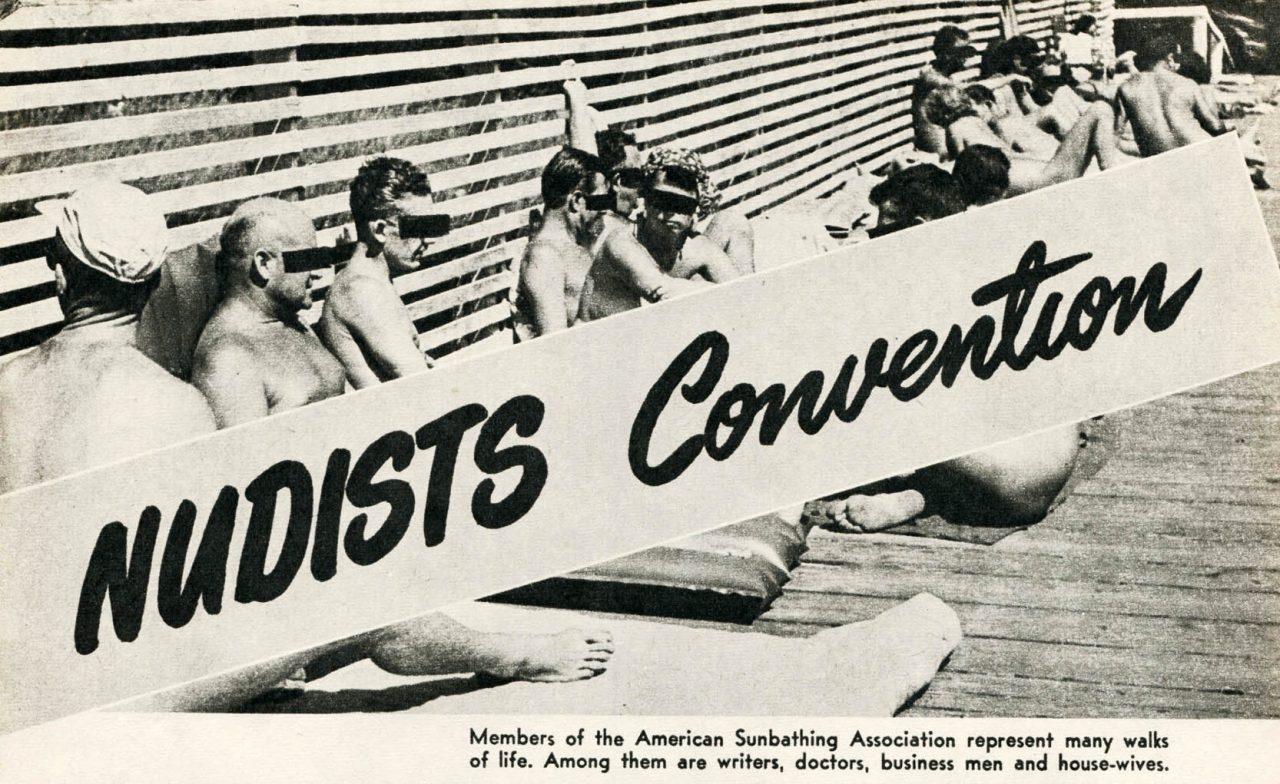 NUDISTS Convention
Members of the American Sunbathing Association represent many walks
of life. Among them are writers, doctors, business men and house-wives.